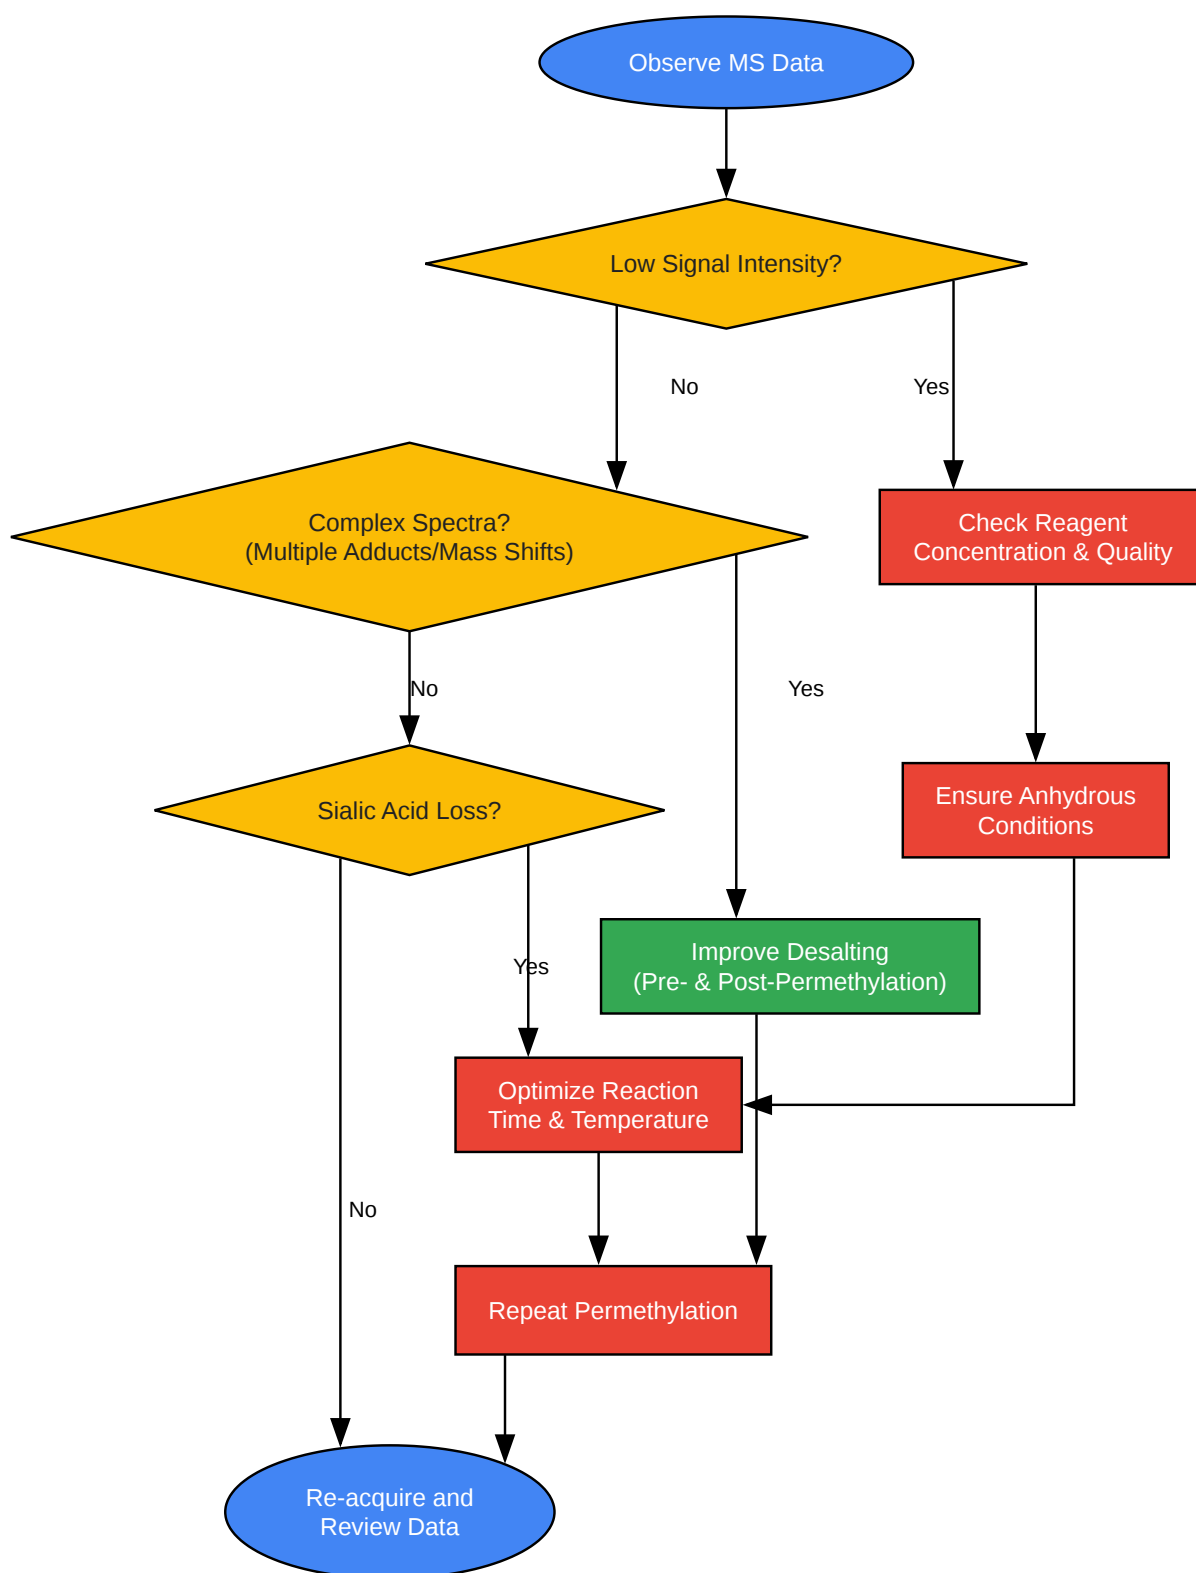 Observe MS Data
Low Signal Intensity?
No
Yes
Complex Spectra?
(Multiple Adducts/Mass Shifts)
Check Reagent
Concentration & Quality
No
Yes
Sialic Acid Loss?
Ensure Anhydrous
Conditions
Yes
Improve Desalting
(Pre- & Post-Permethylation)
Optimize Reaction
Time & Temperature
No
Repeat Permethylation
Re-acquire and
Review Data